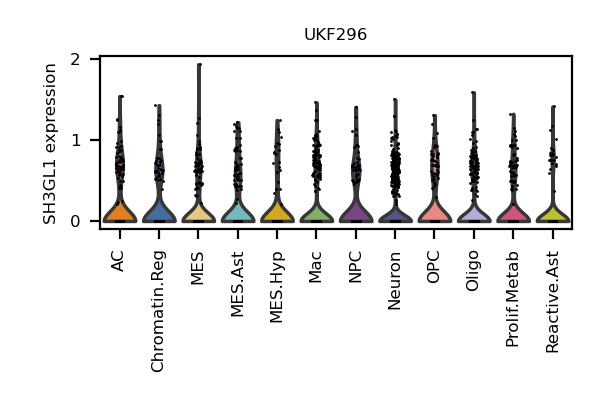 UKF296
SH3GL1 expression
2
1
0
AC
Chromatin.Reg
MES
MES.Ast
MES.Hyp
Mac
NPC
Neuron
OPC
Oligo
Prolif.Metab
Reactive.Ast